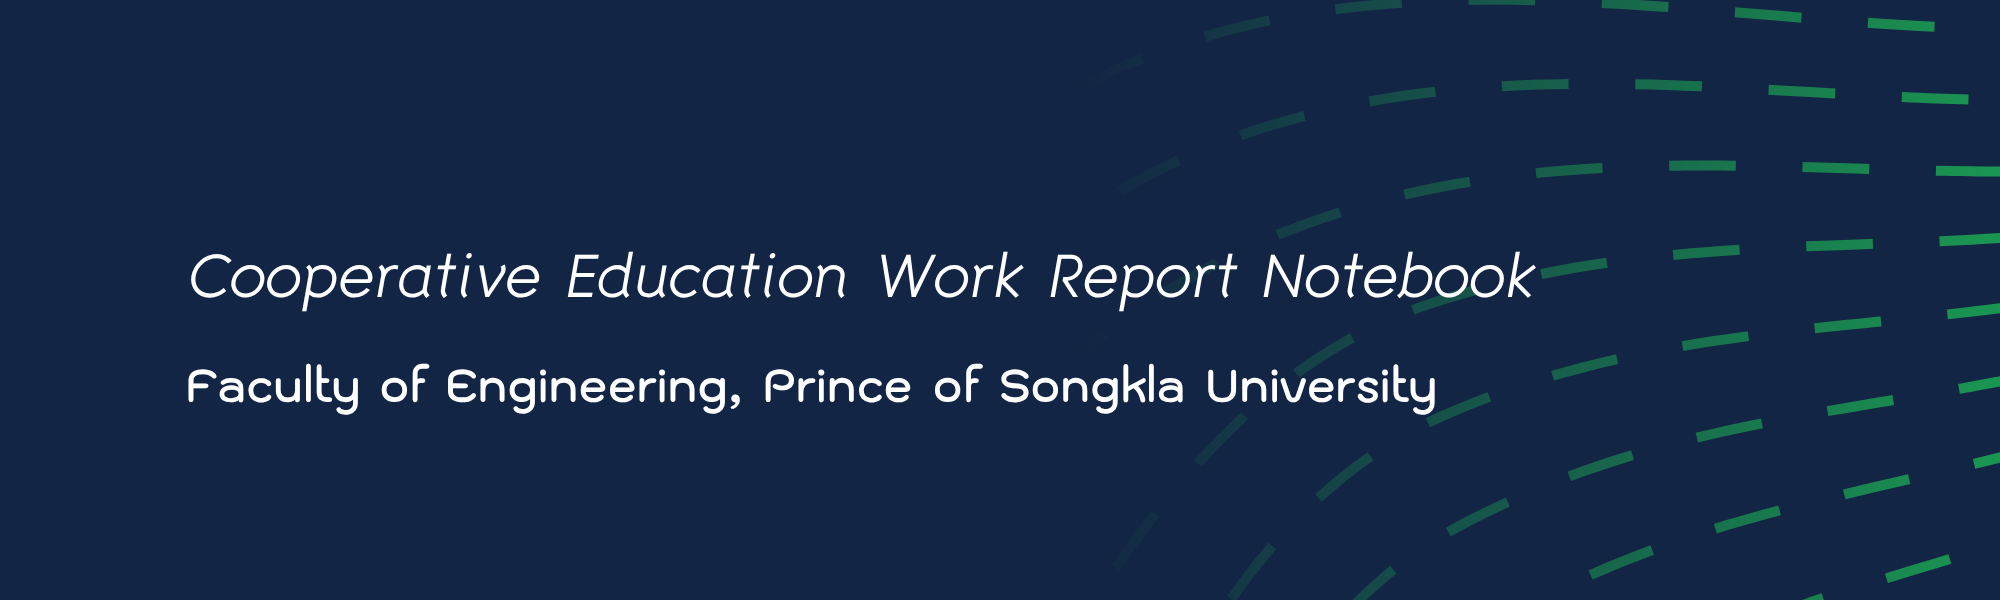 Cooperative Education Work Report Notebook
Faculty of Engineering, Prince of Songkla University